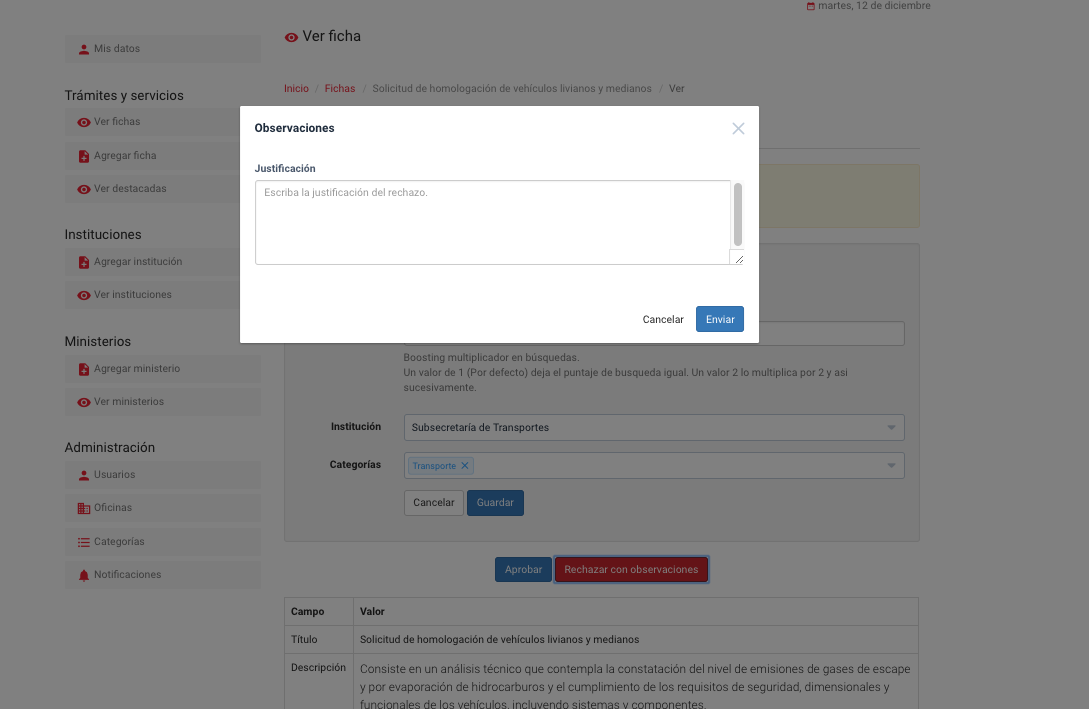 martes, 12 de diciembre
Mis datos
Ver ficha
Inicio / Fichas / Solicitud de homologación de vehículos livianos y medianos / Ver
Trámites y servicios
Ver fichas
Agregar ficha
Ver destacadas
Instituciones
Agregar institución
Ver instituciones
Ministerios
Agregar ministerio
Ver ministerios
Administración
Usuarios
Oficinas
Categorías
Notificaciones
Observaciones
Justificación
Escriba la justificación del rechazo.
Cancelar Enviar
Boosting multiplicador en búsquedas.
Un valor de 1 (Por defecto) deja el puntaje de busqueda igual. Un valor 2 lo multiplica por 2 y asi
sucesivamente.
Institución Subsecretaría de Transportes
Categorías Transporte
Cancelar Guardar
Aprobar Rechazar con observaciones
Campo Valor
Título Solicitud de homologación de vehículos livianos y medianos
Descripción Consiste en un análisis técnico que contempla la constatación del nivel de emisiones de gases de escape
y por evaporación de hidrocarburos y el cumplimiento de los requisitos de seguridad, dimensionales y
funcionales de los vehículos, incluyendo sistemas y componentes.